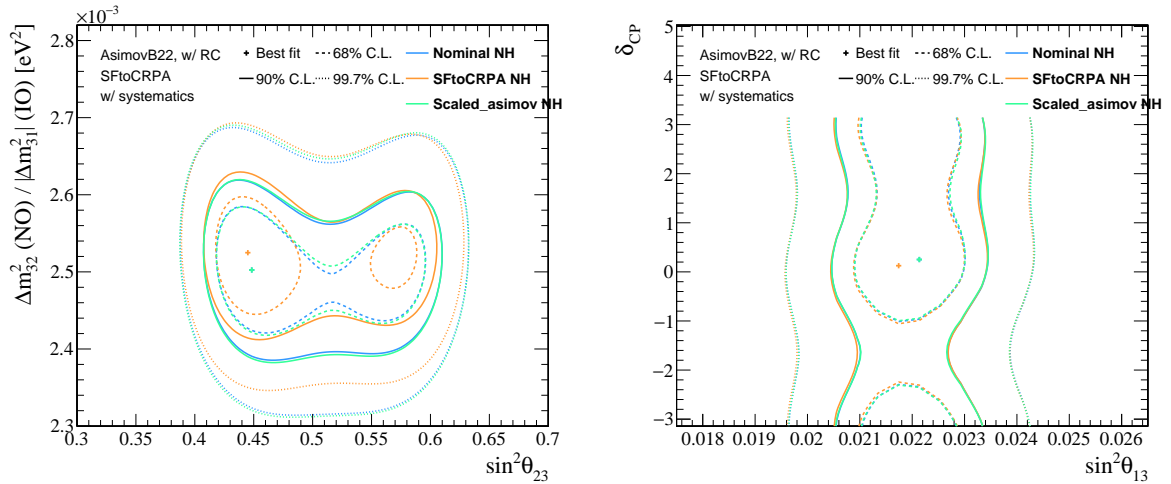 ×10⁻³
Δm²₃₂ (NO) / |Δm²₃₁| (IO) [eV²]
2.8
2.7
2.6
2.5
2.4
2.3
AsimovB22, w/ RC
SFtoCRPA
w/ systematics
Best fit
68% C.L.
90% C.L.
99.7% C.L.
Nominal NH
SFtoCRPA NH
Scaled_asimov NH
0.3 0.4 0.45 0.5 0.55 0.6 0.65 0.7
sin²θ₂₃
δCP
5
4
3
2
1
0
−1
−2
−3
AsimovB22, w/ RC
SFtoCRPA
w/ systematics
Best fit
68% C.L.
90% C.L.
99.7% C.L.
Nominal NH
SFtoCRPA NH
Scaled_asimov NH
0.018 0.019 0.02 0.021 0.022 0.023 0.024 0.025 0.026
sin²θ₁₃